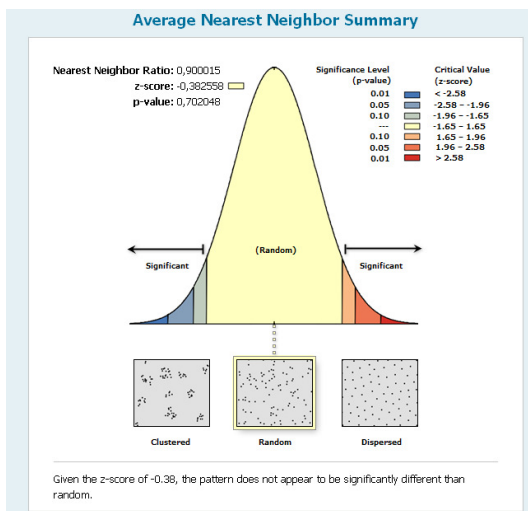 Average Nearest Neighbor Summary
Nearest Neighbor Ratio: 0,900015
z-score: -0,382558
p-value: 0,702048
Significance Level
(p-value)
Critical Value
(z-score)
0.01 < -2.58
0.05 -2.58 – -1.96
0.10 -1.96 – -1.65
--- -1.65 – 1.65
0.10 1.65 – 1.96
0.05 1.96 – 2.58
0.01 > 2.58
(Random)
Significant
Significant
Clustered
Random
Dispersed
Given the z-score of -0.38, the pattern does not appear to be significantly different than
random.